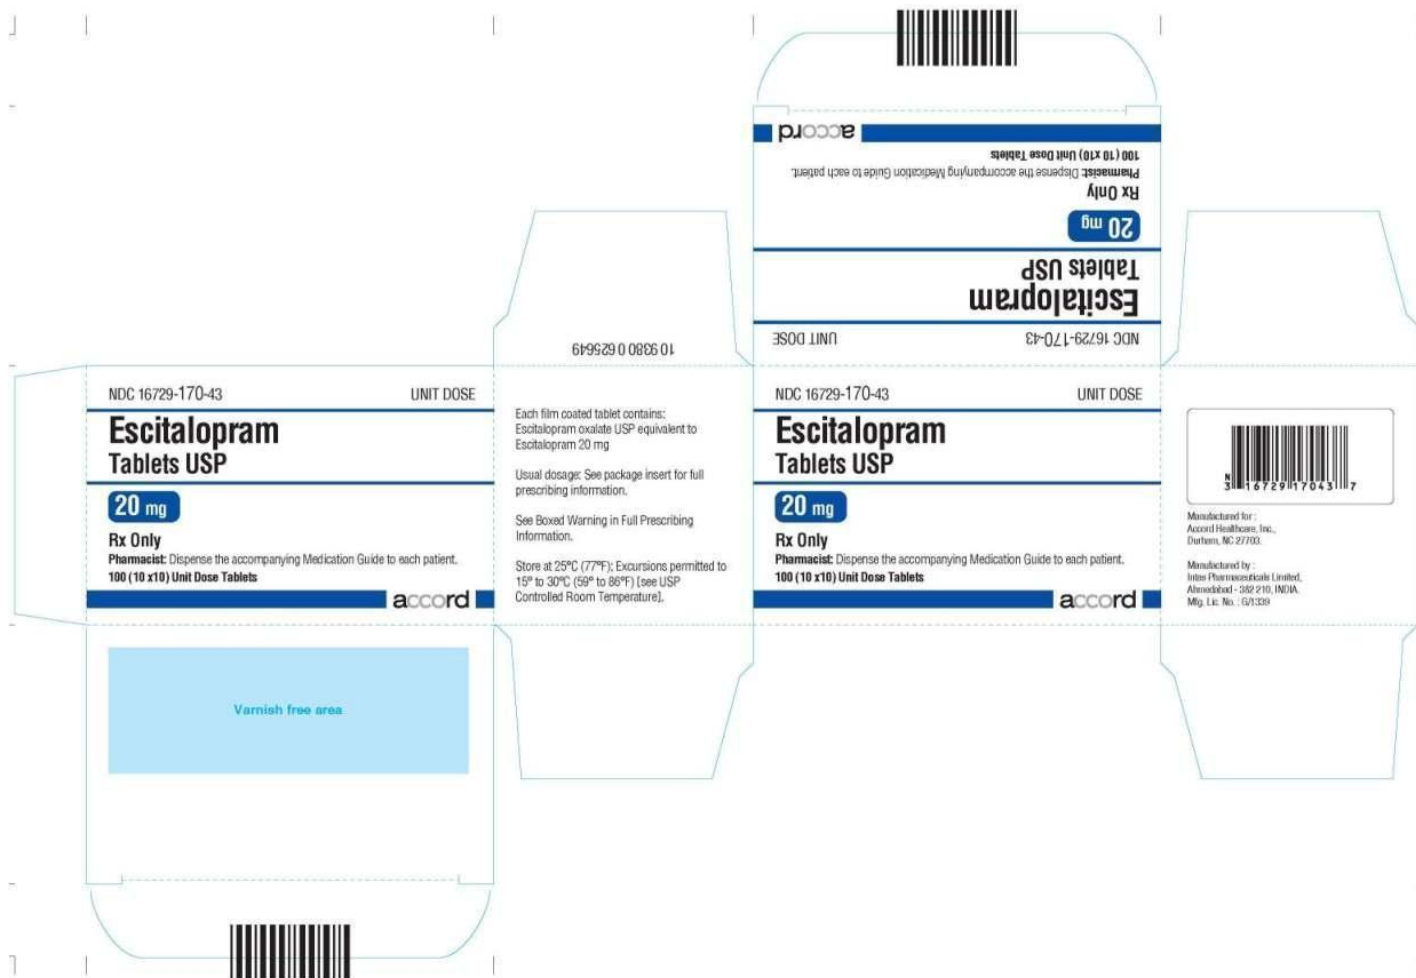 accord
100 (10 x10) Unit Dose Tablets
Pharmacist: Dispense the accompanying Medication Guide to each patient.
Rx Only
20 mg
Tablets USP
Escitalopram
NDC 16729-170-43 UNIT DOSE
10 9380 0 625649
NDC 16729-170-43 UNIT DOSE
Escitalopram
Tablets USP
20 mg
Rx Only
Pharmacist: Dispense the accompanying Medication Guide to each patient.
100 (10 x10) Unit Dose Tablets
accord
Each film coated tablet contains:
Escitalopram oxalate USP equivalent to
Escitalopram 20 mg
Usual dosage: See package insert for full
prescribing information.
See Boxed Warning in Full Prescribing
Information.
Store at 25°C (77°F); Excursions permitted to
15° to 30°C (59° to 86°F) [see USP
Controlled Room Temperature].
NDC 16729-170-43 UNIT DOSE
Escitalopram
Tablets USP
20 mg
Rx Only
Pharmacist: Dispense the accompanying Medication Guide to each patient.
100 (10 x10) Unit Dose Tablets
accord
N
3 16729 17043 7
Manufactured for :
Accord Healthcare, Inc.,
Durham, NC 27703.
Manufactured by :
Intas Pharmaceuticals Limited,
Ahmedabad - 382 210, INDIA.
Mfg. Lic. No. : G/1339
Varnish free area